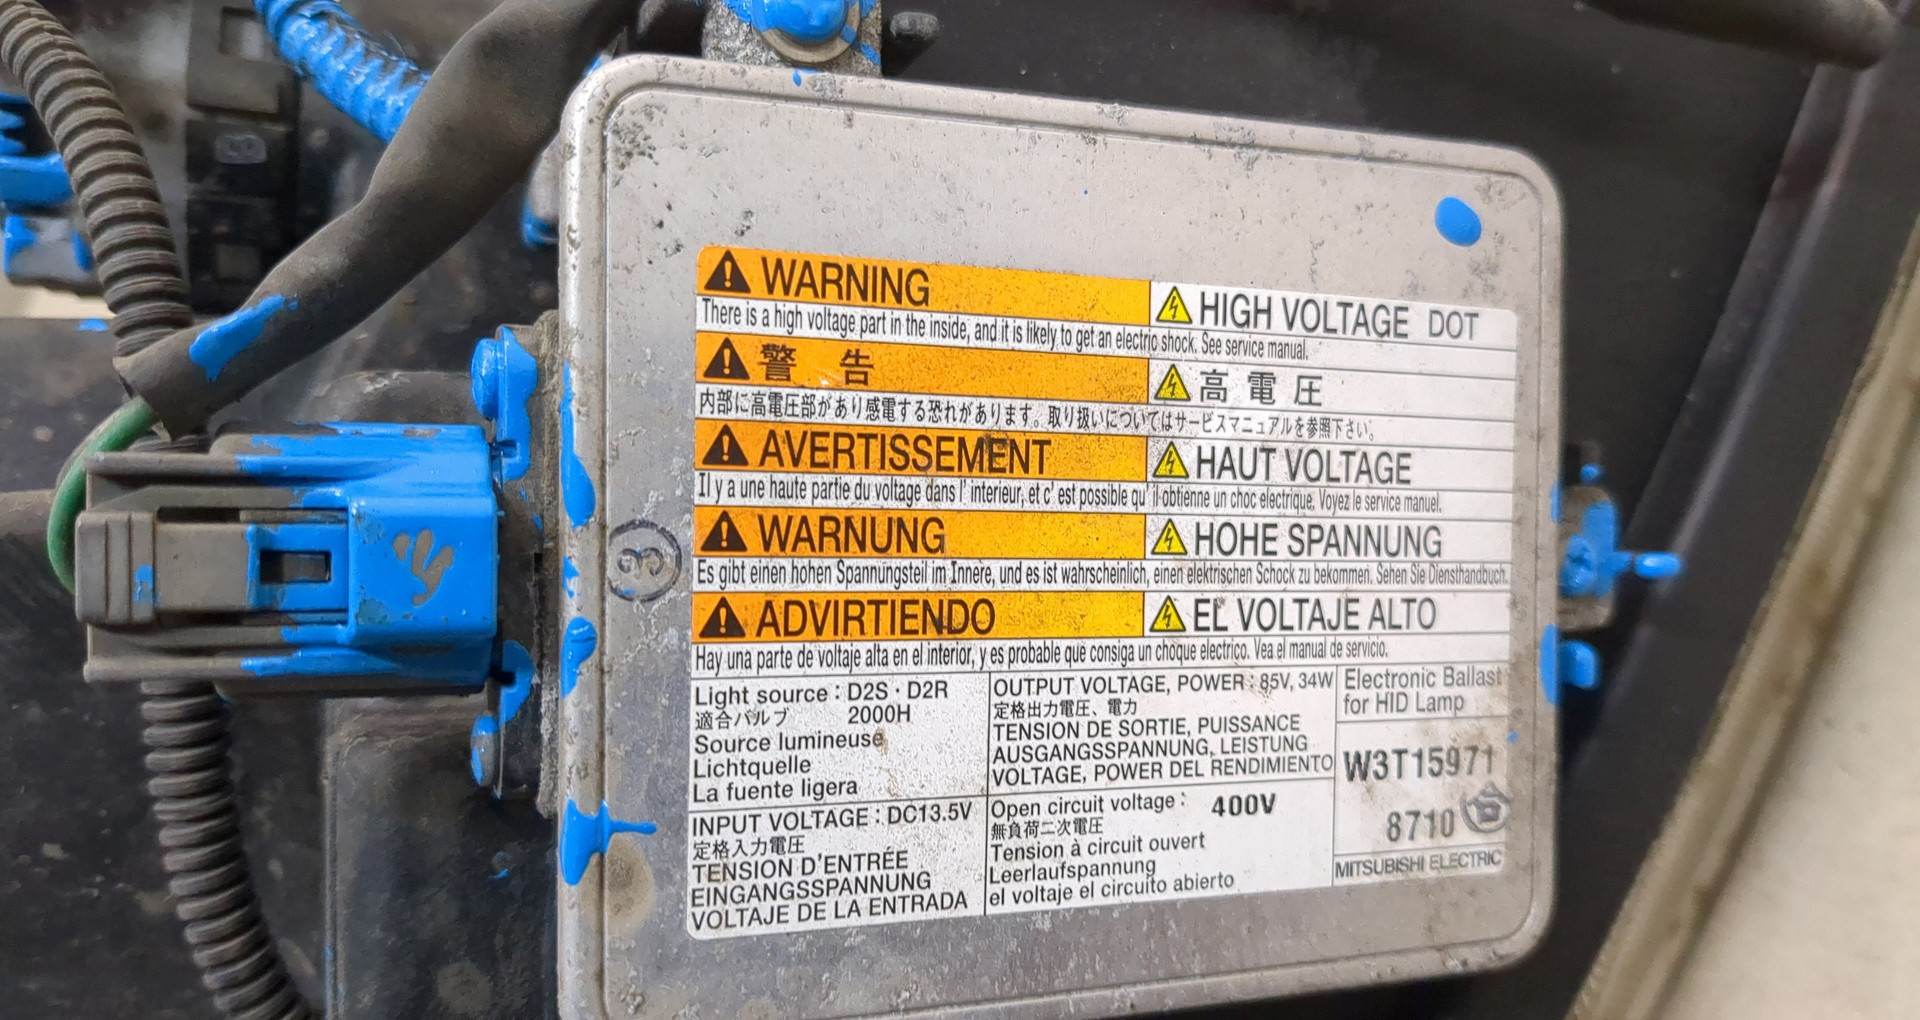 WARNING
HIGH VOLTAGE DOT
There is a high voltage part in the inside, and it is likely to get an electric shock. See service manual.
警 告
高 電 圧
内部に高電圧部があり感電する恐れがあります。取り扱いについてはサービスマニュアルを参照下さい。
AVERTISSEMENT
HAUT VOLTAGE
Il y a une haute partie du voltage dans l' interieur, et c' est possible qu' il obtienne un choc electrique. Voyez le service manuel.
WARNUNG
HOHE SPANNUNG
Es gibt einen hohen Spannungsteil im Innere, und es ist wahrscheinlich, einen elektrischen Schock zu bekommen. Sehen Sie Diensthandbuch.
ADVIRTIENDO
EL VOLTAJE ALTO
Hay una parte de voltaje alta en el interior, y es probable que consiga un choque electrico. Vea el manual de servicio.
Light source : D2S · D2R
適合バルブ 2000H
Source lumineuse
Lichtquelle
La fuente ligera
INPUT VOLTAGE : DC13.5V
定格入力電圧
TENSION D'ENTRÉE
EINGANGSSPANNUNG
VOLTAJE DE LA ENTRADA
OUTPUT VOLTAGE, POWER : 85V, 34W
定格出力電圧、電力
TENSION DE SORTIE, PUISSANCE
AUSGANGSSPANNUNG, LEISTUNG
VOLTAGE, POWER DEL RENDIMIENTO
Open circuit voltage : 400V
無負荷二次電圧
Tension à circuit ouvert
Leerlaufspannung
el voltaje el circuito abierto
Electronic Ballast
for HID Lamp
W3T15971
8710
MITSUBISHI ELECTRIC